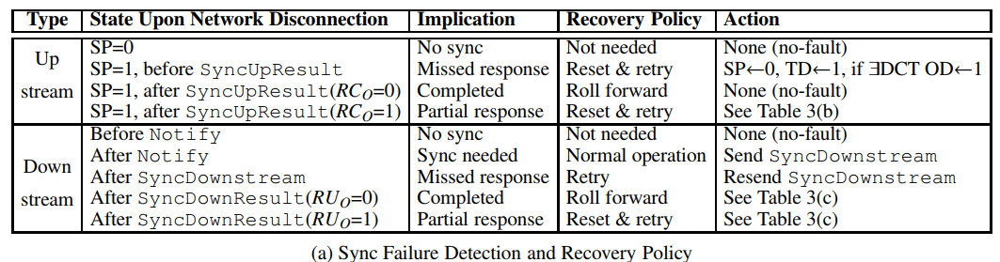 Type State Upon Network Disconnection Implication Recovery Policy Action
Up stream
SP=0 No sync Not needed None (no-fault)
SP=1, before SyncUpResult Missed response Reset & retry SP←0, TD←1, if ∃DCT OD←1
SP=1, after SyncUpResult(RC_O=0) Completed Roll forward None (no-fault)
SP=1, after SyncUpResult(RC_O=1) Partial response Reset & retry See Table 3(b)
Down stream
Before Notify No sync Not needed None (no-fault)
After Notify Sync needed Normal operation Send SyncDownstream
After SyncDownstream Missed response Retry Resend SyncDownstream
After SyncDownResult(RU_O=0) Completed Roll forward See Table 3(c)
After SyncDownResult(RU_O=1) Partial response Reset & retry See Table 3(c)
(a) Sync Failure Detection and Recovery Policy